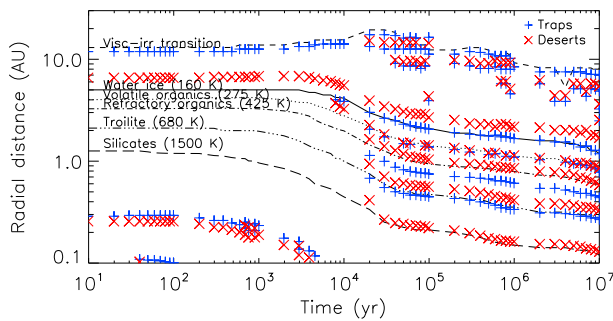 Traps
Deserts
Visc-irr transition
Water ice (160 K)
Volatile organics (275 K)
Refractory organics (425 K)
Troilite (680 K)
Silicates (1500 K)
Radial distance (AU)
10.0
1.0
0.1
10^1
10^2
10^3
10^4
10^5
10^6
10^7
Time (yr)